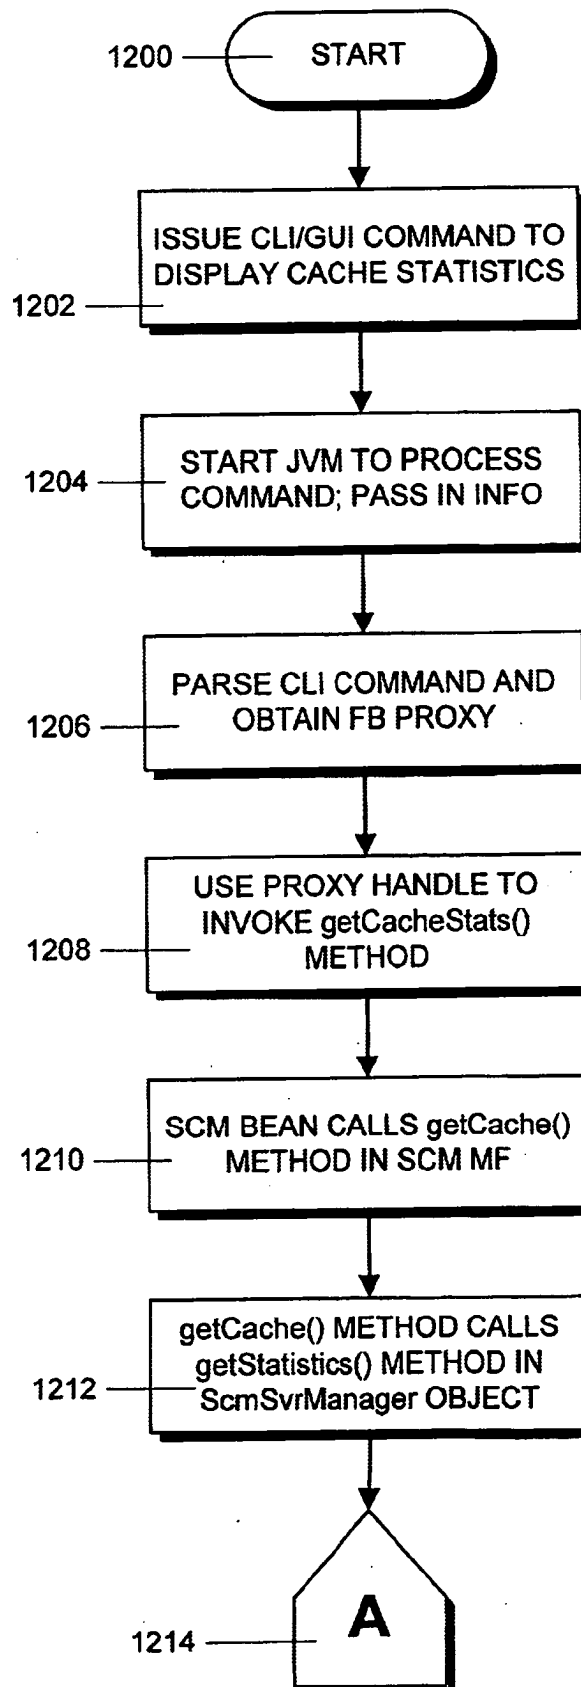 1200
START
ISSUE CLI/GUI COMMAND TO
DISPLAY CACHE STATISTICS
1202
START JVM TO PROCESS
COMMAND; PASS IN INFO
1204
PARSE CLI COMMAND AND
OBTAIN FB PROXY
1206
USE PROXY HANDLE TO
INVOKE getCacheStats()
METHOD
1208
SCM BEAN CALLS getCache()
METHOD IN SCM MF
1210
getCache() METHOD CALLS
getStatistics() METHOD IN
ScmSvrManager OBJECT
1212
A
1214